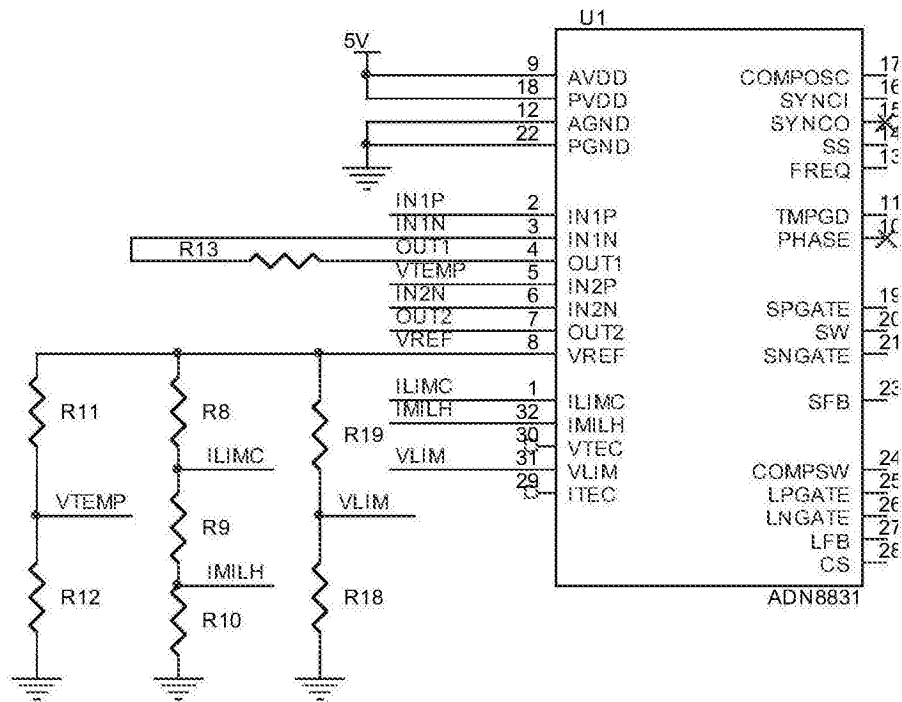 U1
5V
9 AVDD
18 PVDD
12 AGND
22 PGND
IN1P 2 IN1P
IN1N 3 IN1N
R13 OUT1 4 OUT1
VTEMP 5 IN2P
IN2N 6 IN2N
OUT2 7 OUT2
VREF 8 VREF
ILIMC 1 ILIMC
IMILH 32 IMILH
30 VTEC
VLIM 31 VLIM
29 ITEC
COMPOSC 17
SYNCI 16
SYNCO 15
SS 14
FREQ 13
TMPGD 11
PHASE 10
SPGATE 19
SW 20
SNGATE 21
SFB 23
COMPSW 24
LPGATE 25
LNGATE 26
LFB 27
CS 28
ADN8831
R11
R8
R19
ILIMC
VTEMP
R9
VLIM
IMILH
R12
R10
R18